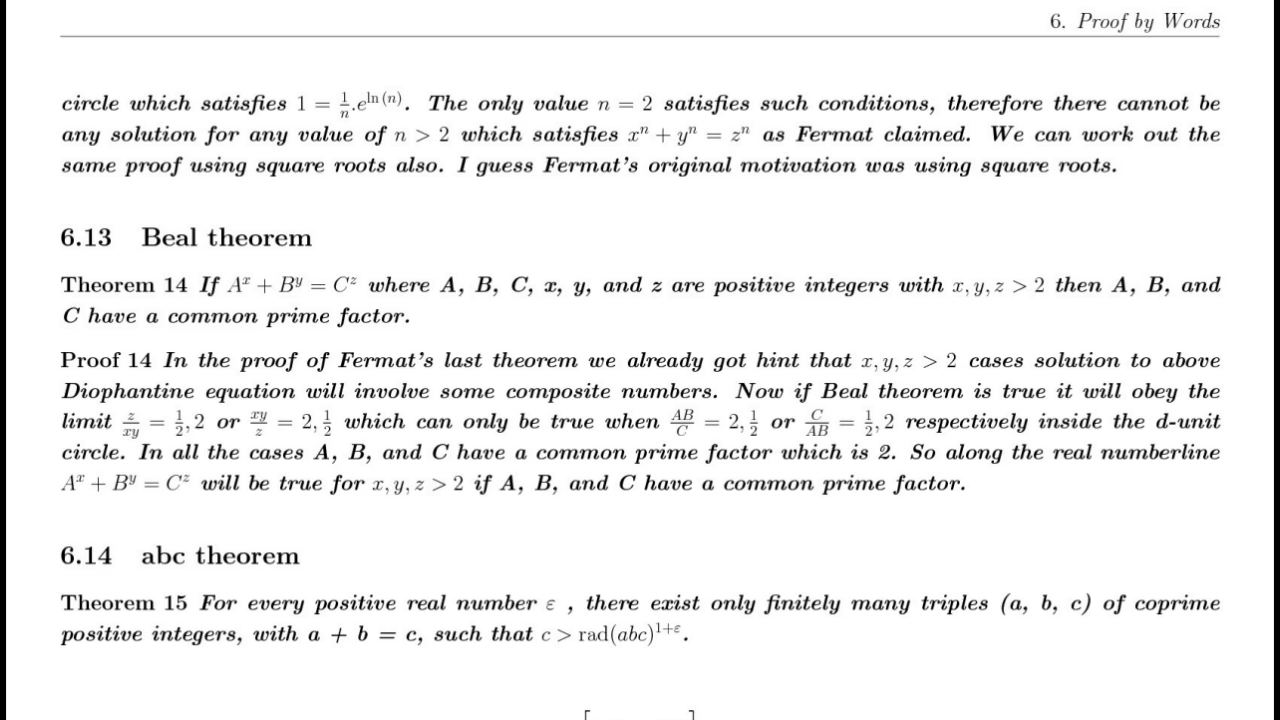 6. Proof by Words
circle which satisfies 1 = \frac{1}{n}.e^{ln(n)}. The only value n = 2 satisfies such conditions, therefore there cannot be
any solution for any value of n > 2 which satisfies x^n + y^n = z^n as Fermat claimed. We can work out the
same proof using square roots also. I guess Fermat's original motivation was using square roots.
6.13 Beal theorem
Theorem 14 If A^x + B^y = C^z where A, B, C, x, y, and z are positive integers with x, y, z > 2 then A, B, and
C have a common prime factor.
Proof 14 In the proof of Fermat's last theorem we already got hint that x, y, z > 2 cases solution to above
Diophantine equation will involve some composite numbers. Now if Beal theorem is true it will obey the
limit \frac{z}{xy} = \frac{1}{2}, 2 or \frac{xy}{z} = 2, \frac{1}{2} which can only be true when \frac{AB}{C} = 2, \frac{1}{2} or \frac{C}{AB} = \frac{1}{2}, 2 respectively inside the d-unit
circle. In all the cases A, B, and C have a common prime factor which is 2. So along the real numberline
A^x + B^y = C^z will be true for x, y, z > 2 if A, B, and C have a common prime factor.
6.14 abc theorem
Theorem 15 For every positive real number ε , there exist only finitely many triples (a, b, c) of coprime
positive integers, with a + b = c, such that c > rad(abc)^{1+ε}.